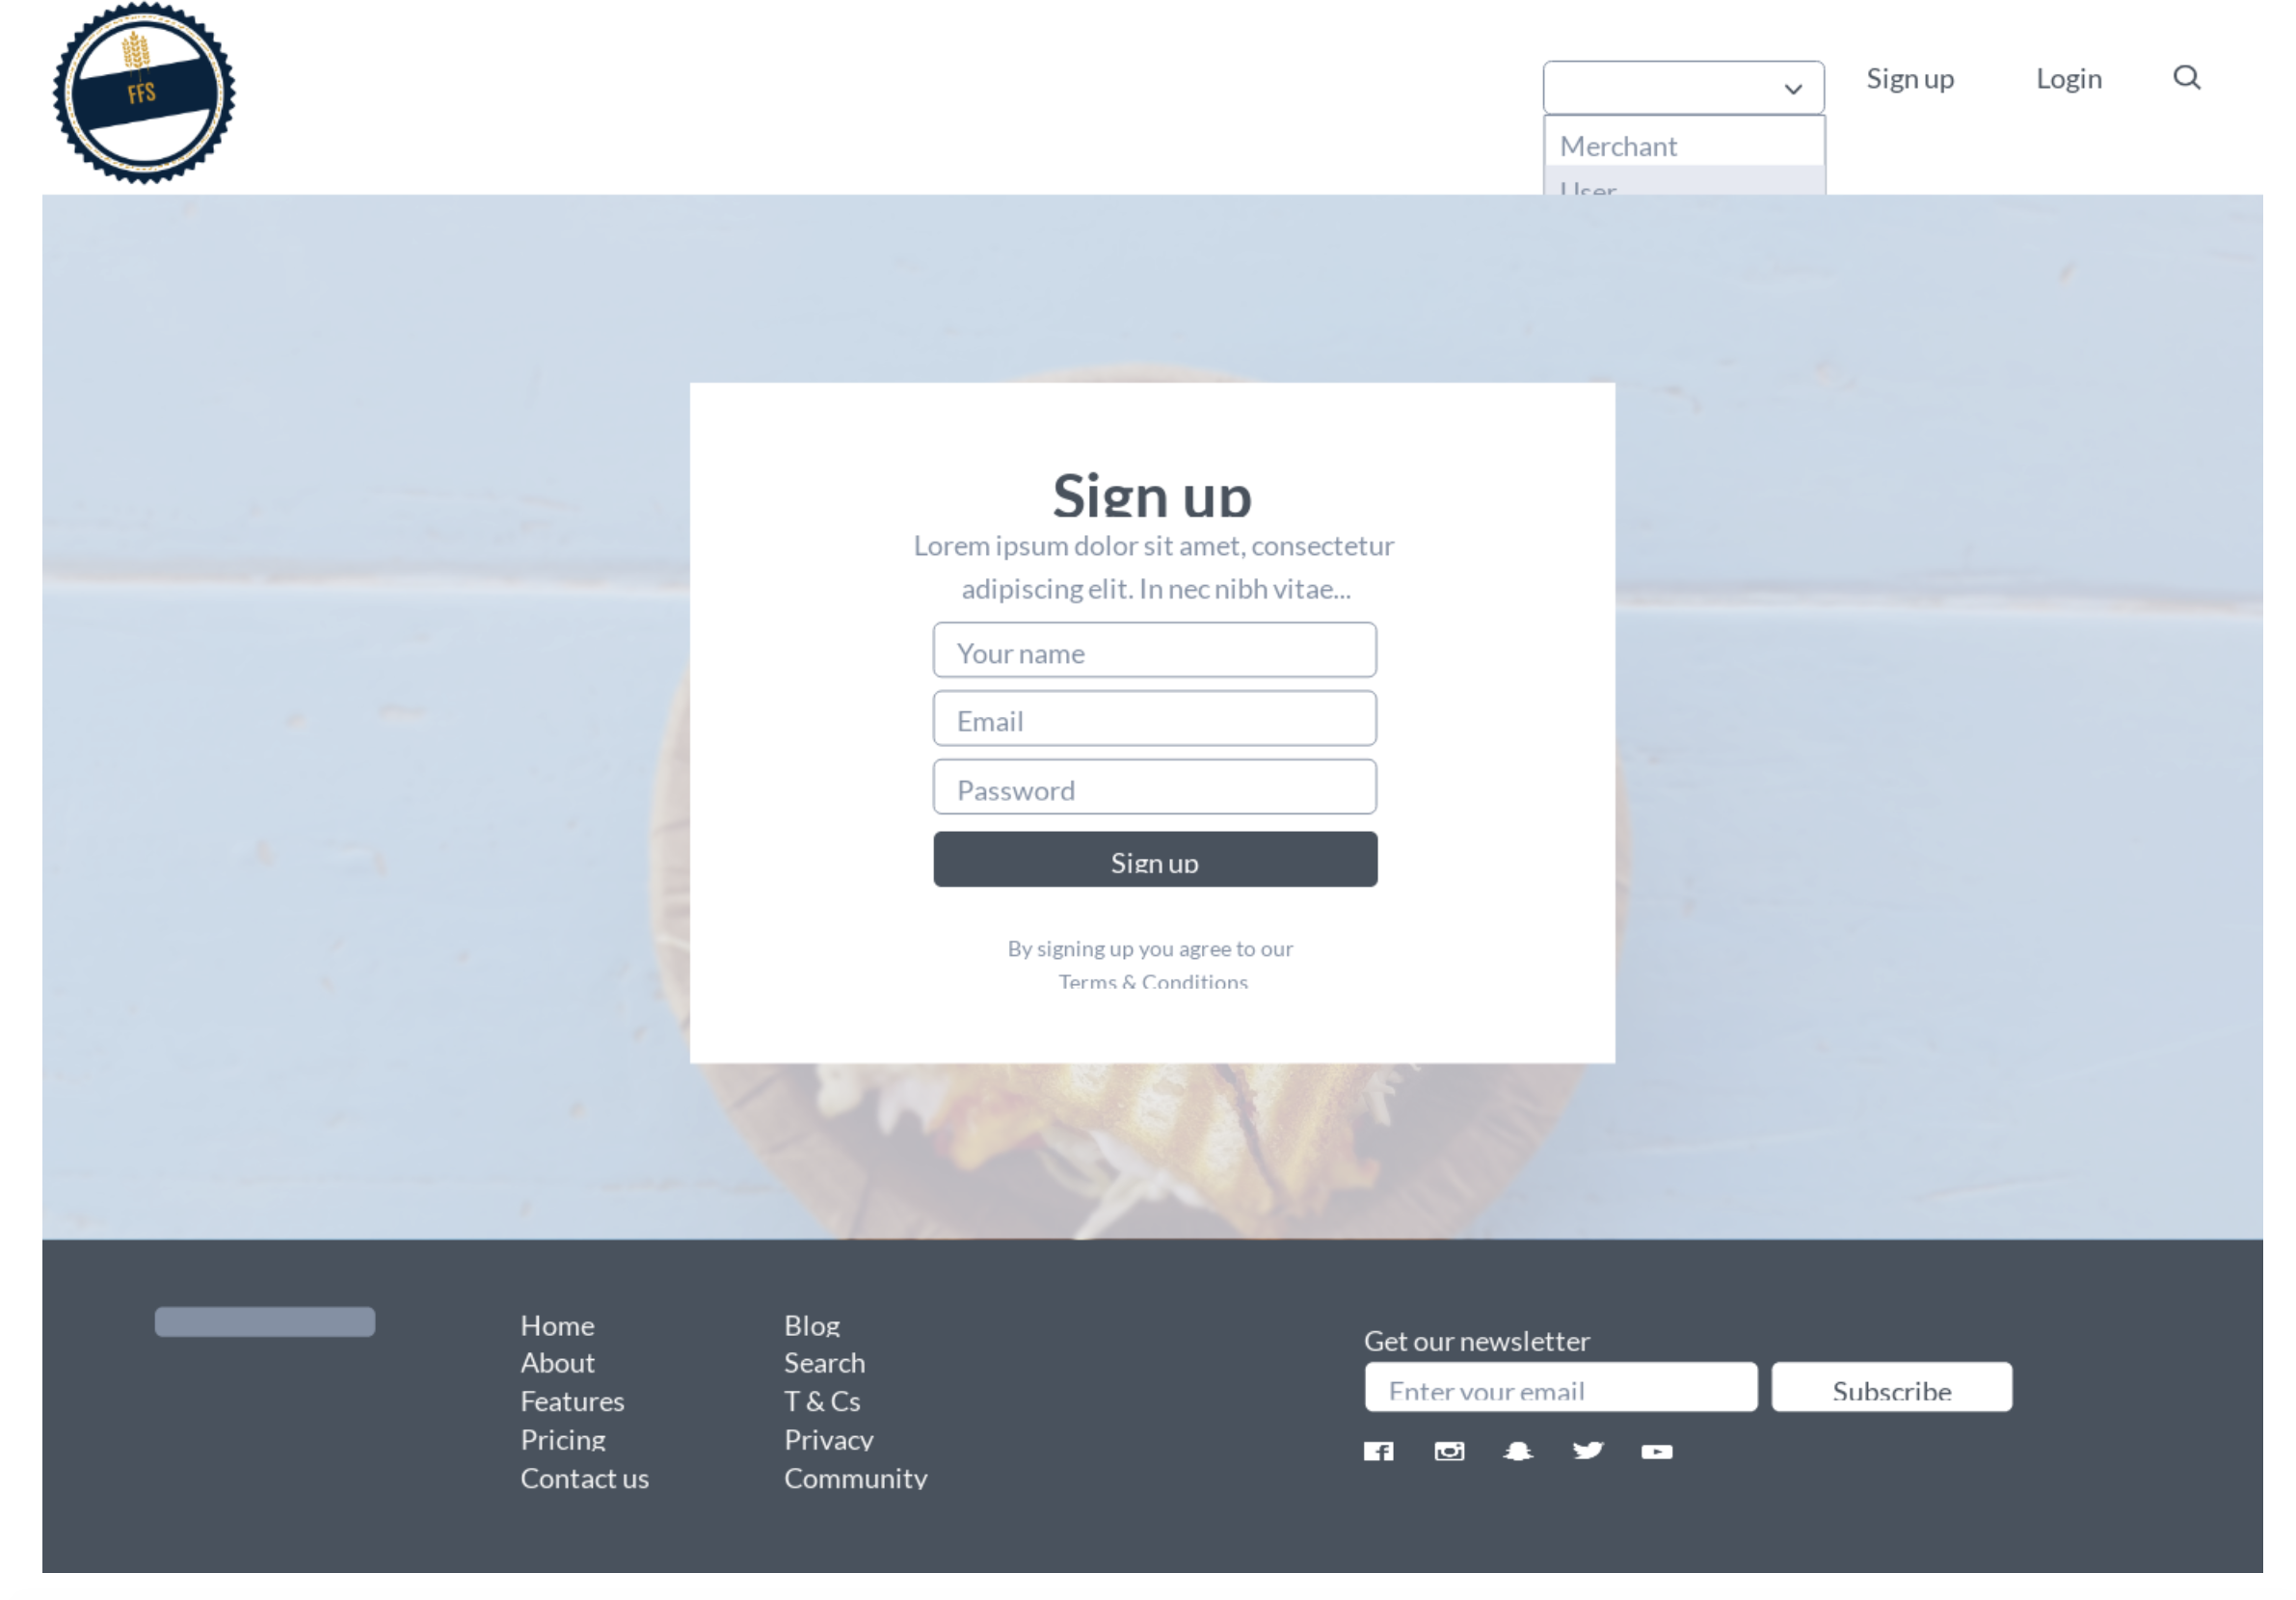 FFS
Sign up
Login
Merchant
User
Sign up
Lorem ipsum dolor sit amet, consectetur
adipiscing elit. In nec nibh vitae...
Your name
Email
Password
Sign up
By signing up you agree to our
Terms & Conditions
Home
About
Features
Pricing
Contact us
Blog
Search
T & Cs
Privacy
Community
Get our newsletter
Enter your email
Subscribe